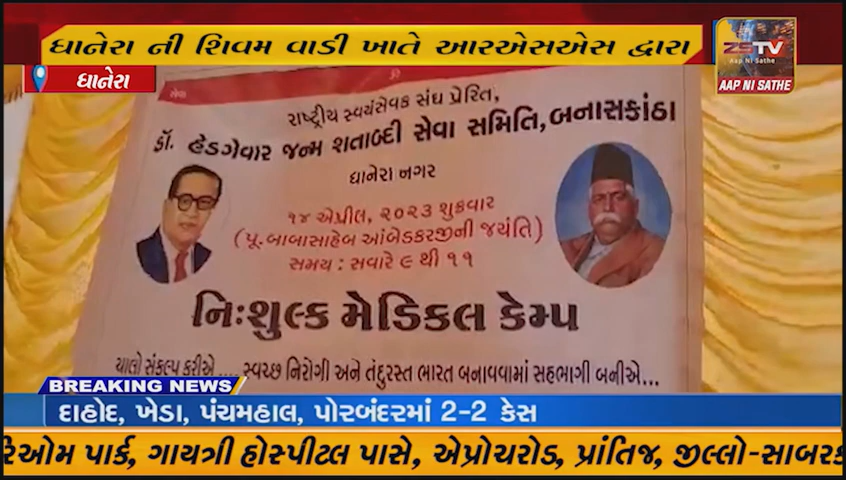 ધાનેરા ની શિવમ વાડી ખાતે આરએસએસ દ્વારા
ZSTV
Aap Ni Sathe
AAP NI SATHE
ધાનેરા
સેવા
રાષ્ટ્રીય સ્વયંસેવક સંઘ પ્રેરિત,
ડૉ. હેડગેવાર જન્મ શતાબ્દી સેવા સમિતિ, બનાસકાંઠા
ધાનેરા નગર
૧૪ એપ્રીલ, ૨૦૨૩ શુક્રવાર
(પૂ.બાબાસાહેબ આંબેડકરજીની જયંતિ)
સમય : સવારે ૯ થી ૧૧
નિઃશુલ્ક મેડિકલ કેમ્પ
ચાલો સંકલ્પ કરીએ .... સ્વચ્છ નિરોગી અને તંદુરસ્ત ભારત બનાવવામાં સહભાગી બનીએ...
BREAKING NEWS
દાહોદ, ખેડા, પંચમહાલ, પોરબંદરમાં 2-2 કેસ
રિઓમ પાર્ક, ગાયત્રી હોસ્પીટલ પાસે, એપ્રોચરોડ, પ્રાંતિજ, જીલ્લો-સાબરક